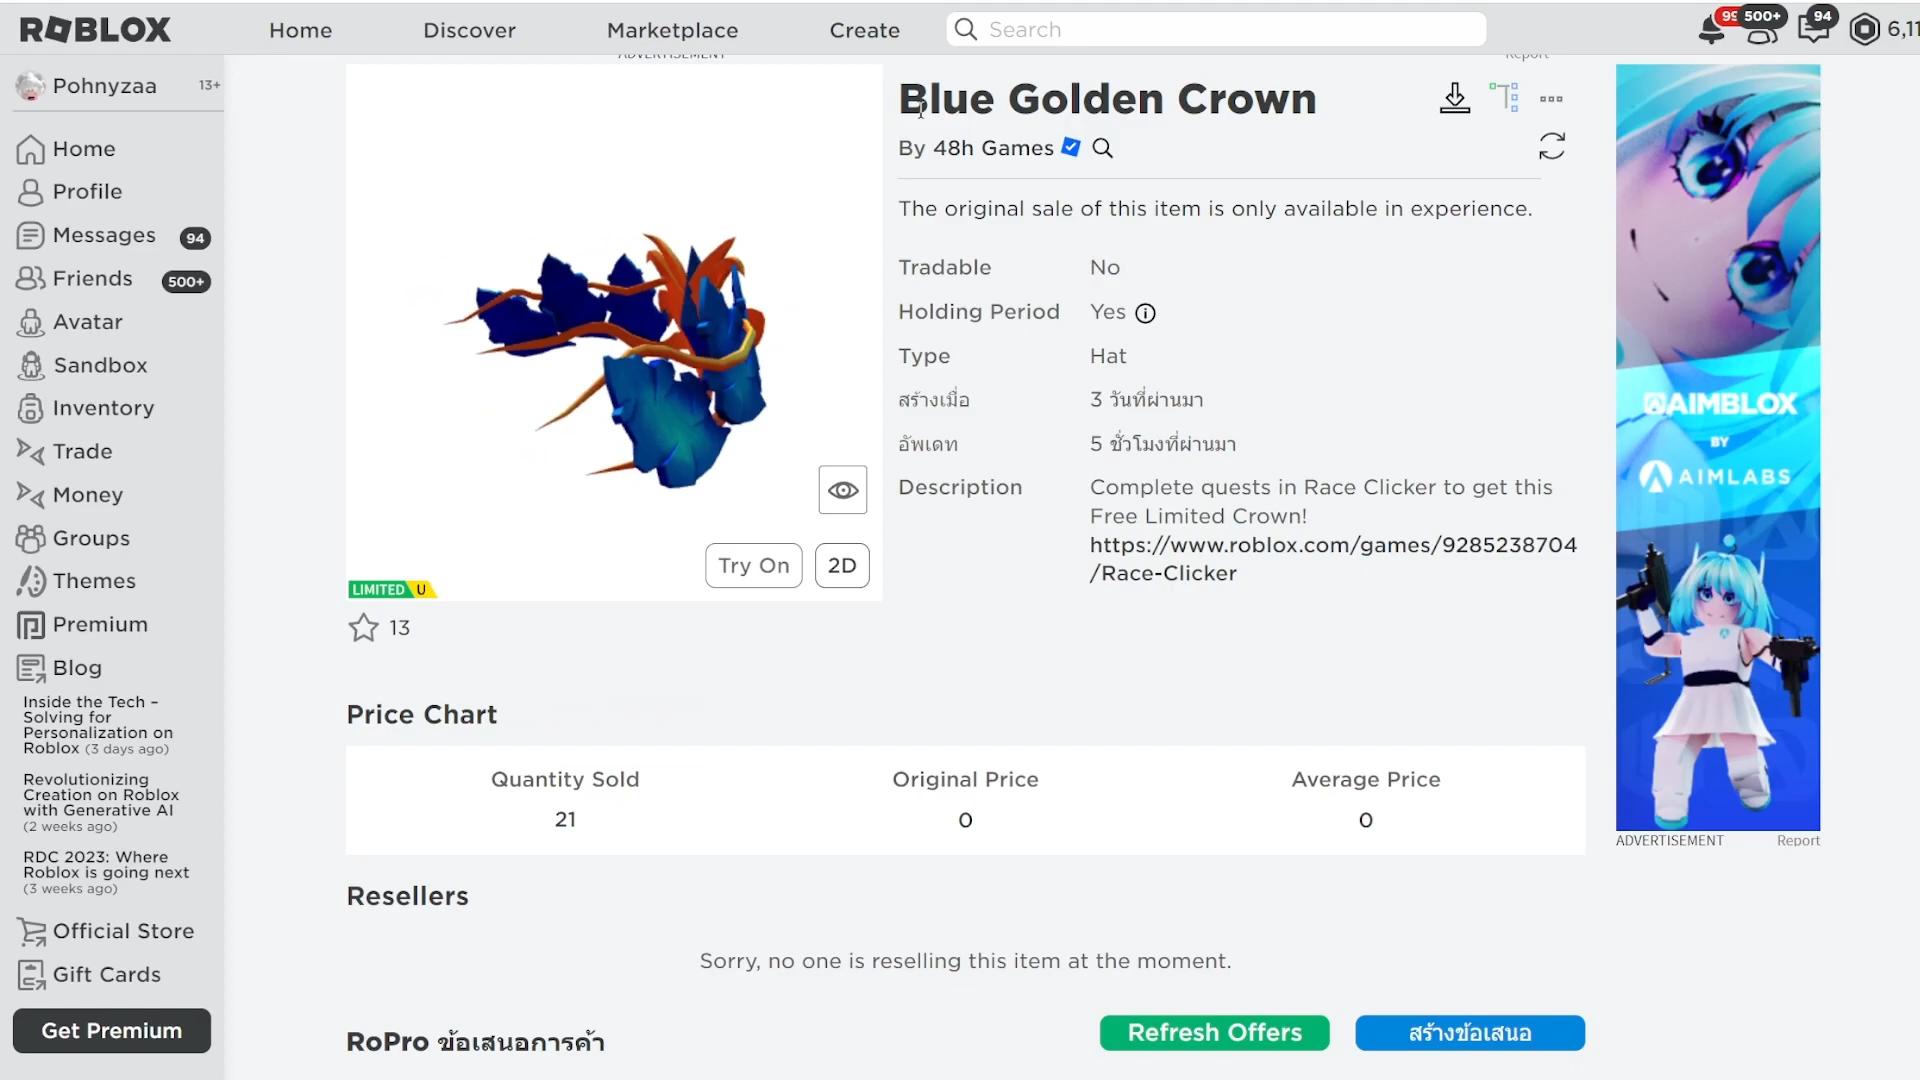 ROBLOX
Home
Discover
Marketplace
Create
Search
99
500+
94
6,11
Pohnyzaa
13+
Home
Profile
Messages
94
Friends
500+
Avatar
Sandbox
Inventory
Trade
Money
Groups
Themes
Premium
Blog
Inside the Tech –
Solving for
Personalization on
Roblox (3 days ago)
Revolutionizing
Creation on Roblox
with Generative AI
(2 weeks ago)
RDC 2023: Where
Roblox is going next
(3 weeks ago)
Official Store
Gift Cards
Get Premium
ADVERTISEMENT
Report
Try On
2D
LIMITED U
13
Blue Golden Crown
By 48h Games
The original sale of this item is only available in experience.
Tradable No
Holding Period Yes
Type Hat
สร้างเมื่อ 3 วันที่ผ่านมา
อัพเดท 5 ชั่วโมงที่ผ่านมา
Description Complete quests in Race Clicker to get this
Free Limited Crown!
https://www.roblox.com/games/9285238704
/Race-Clicker
Price Chart
Quantity Sold
21
Original Price
0
Average Price
0
Resellers
Sorry, no one is reselling this item at the moment.
RoPro ข้อเสนอการค้า
Refresh Offers
สร้างข้อเสนอ
AIMBLOX
BY
AIMLABS
ADVERTISEMENT
Report